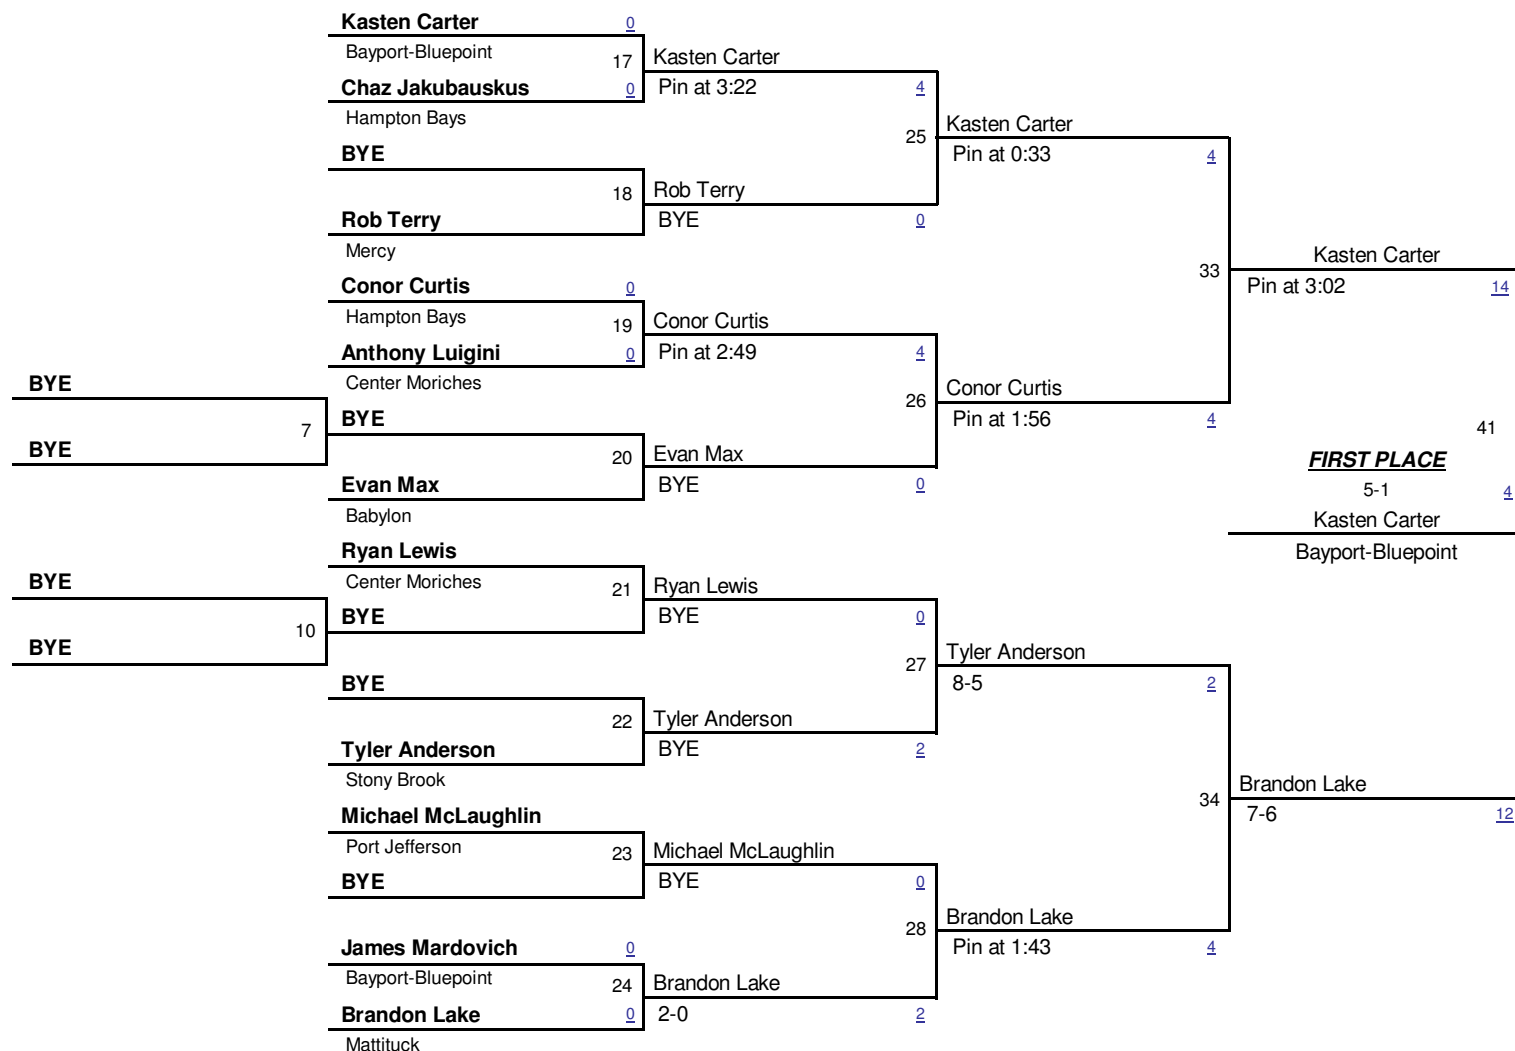 Kasten Carter 0
Bayport-Bluepoint
17 Kasten Carter
Chaz Jakubauskus 0 Pin at 3:22 4
Hampton Bays
25 Kasten Carter
BYE Pin at 0:33 4
18 Rob Terry
Rob Terry BYE 0
Mercy
33 Kasten Carter
Conor Curtis 0 Pin at 3:02 14
Hampton Bays
19 Conor Curtis
Anthony Luigini 0 Pin at 2:49 4
Center Moriches
BYE
26 Conor Curtis
7 BYE Pin at 1:56 4
41
BYE
20 Evan Max FIRST PLACE
Evan Max BYE 0 5-1 4
Babylon Kasten Carter
Ryan Lewis Bayport-Bluepoint
BYE Center Moriches 21 Ryan Lewis
BYE BYE 0
10
BYE 27 Tyler Anderson
BYE 8-5 2
22 Tyler Anderson
Tyler Anderson BYE 2
Stony Brook
34 Brandon Lake
Michael McLaughlin 7-6 12
Port Jefferson 23 Michael McLaughlin
BYE BYE 0
28 Brandon Lake
James Mardovich 0 Pin at 1:43 4
Bayport-Bluepoint 24 Brandon Lake
Brandon Lake 0 2-0 2
Mattituck